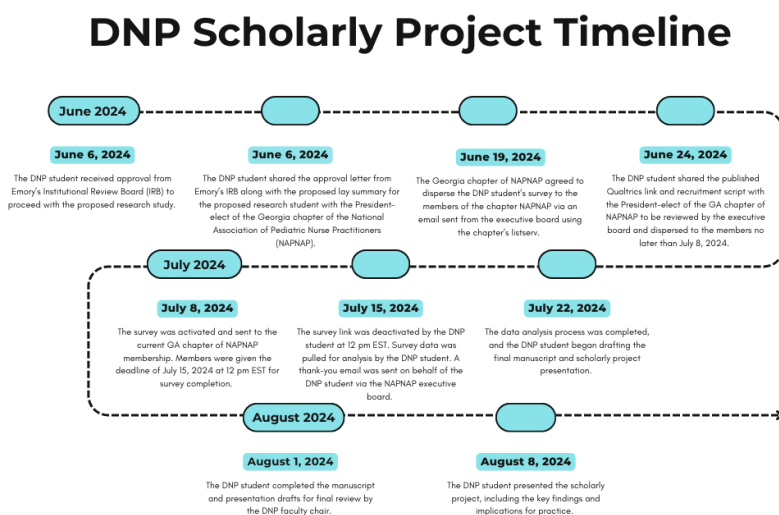 DNP Scholarly Project Timeline
June 2024
June 6, 2024
The DNP student received approval from
Emory's Institutional Review Board (IRB) to
proceed with the proposed research study.
June 6, 2024
The DNP student shared the approval letter from
Emory's IRB along with the proposed lay summary for
the proposed research student with the President-
elect of the Georgia chapter of the National
Association of Pediatric Nurse Practitioners
(NAPNAP).
June 19, 2024
The Georgia chapter of NAPNAP agreed to
disperse the DNP student's survey to the
members of the chapter NAPNAP via an
email sent from the executive board using
the chapter's listserv.
June 24, 2024
The DNP student shared the published
Qualtrics link and recruitment script with
the President-elect of the GA chapter of
NAPNAP to be reviewed by the executive
board and dispersed to the members no
later than July 8, 2024.
July 2024
July 8, 2024
The survey was activated and sent to the
current GA chapter of NAPNAP
membership. Members were given the
deadline of July 15, 2024 at 12 pm EST for
survey completion.
July 15, 2024
The survey link was deactivated by the DNP
student at 12 pm EST. Survey data was
pulled for analysis by the DNP student. A
thank-you email was sent on behalf of the
DNP student via the NAPNAP executive
board.
July 22, 2024
The data analysis process was completed,
and the DNP student began drafting the
final manuscript and scholarly project
presentation.
August 2024
August 1, 2024
The DNP student completed the manuscript
and presentation drafts for final review by
the DNP faculty chair.
August 8, 2024
The DNP student presented the scholarly
project, including the key findings and
implications for practice.